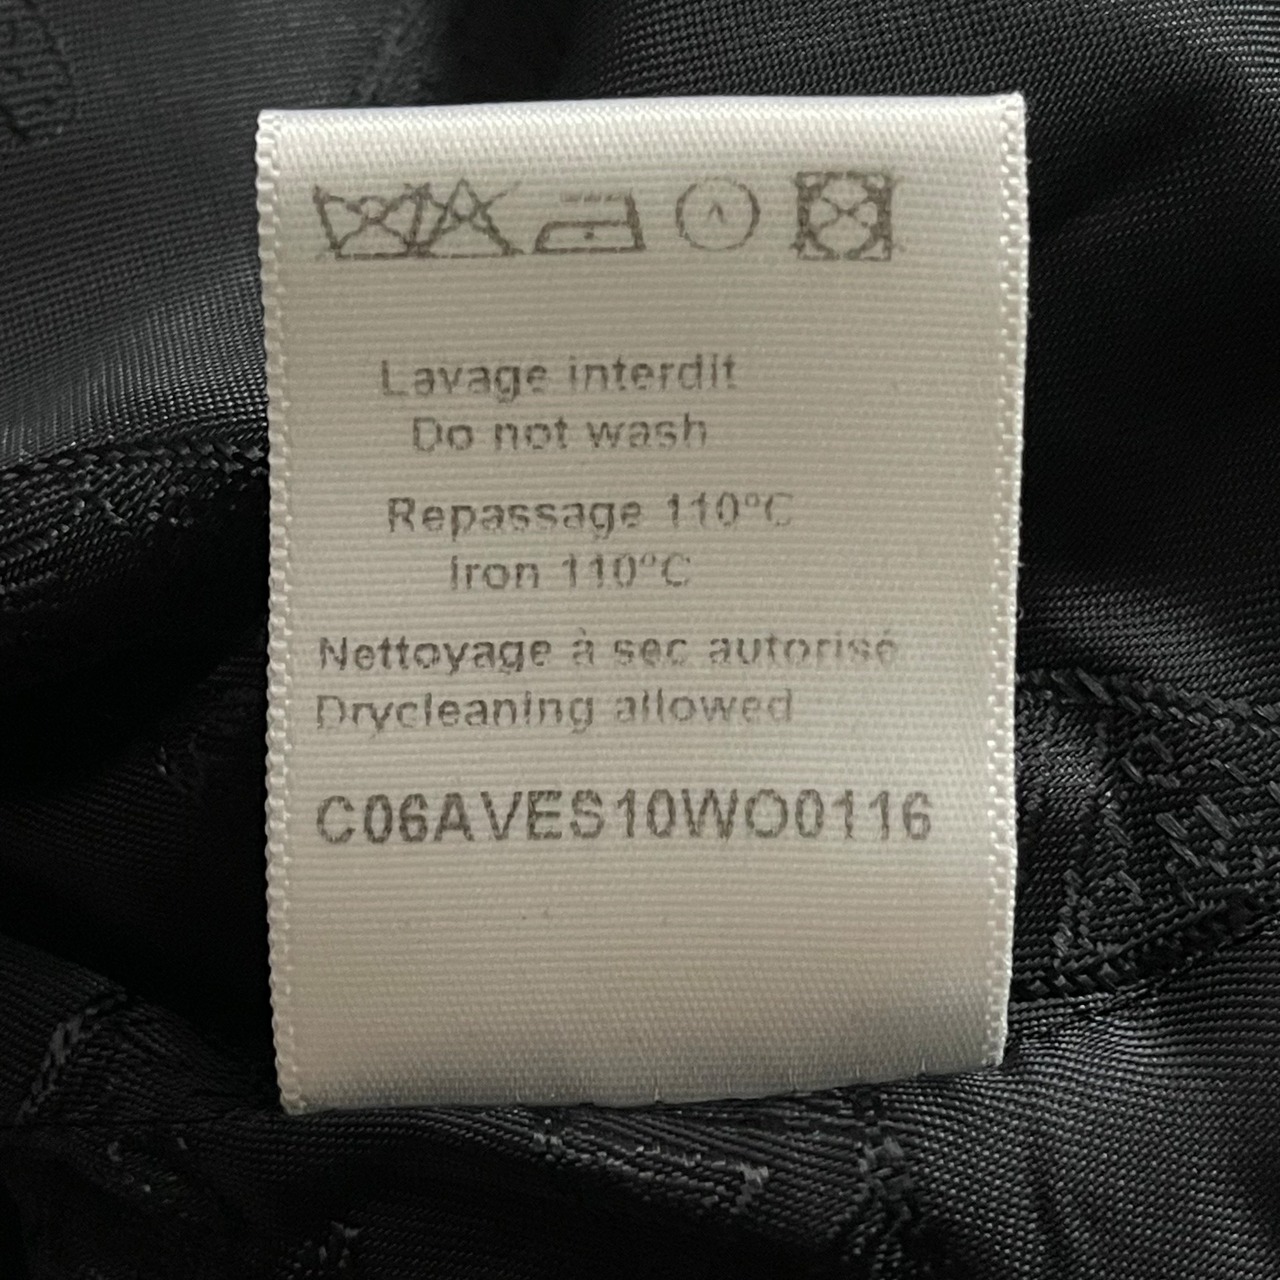 Lavage interdit
Do not wash
Repassage 110°C
Iron 110°C
Nettoyage à sec autorisé
Drycleaning allowed
C06AVES10WO0116